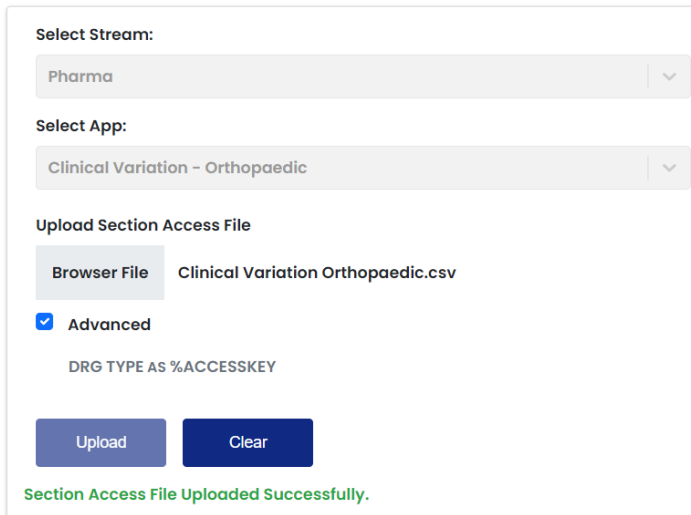 Select Stream:
Pharma
Select App:
Clinical Variation - Orthopaedic
Upload Section Access File
Browser File Clinical Variation Orthopaedic.csv
Advanced
DRG TYPE AS %ACCESSKEY
Upload Clear
Section Access File Uploaded Successfully.